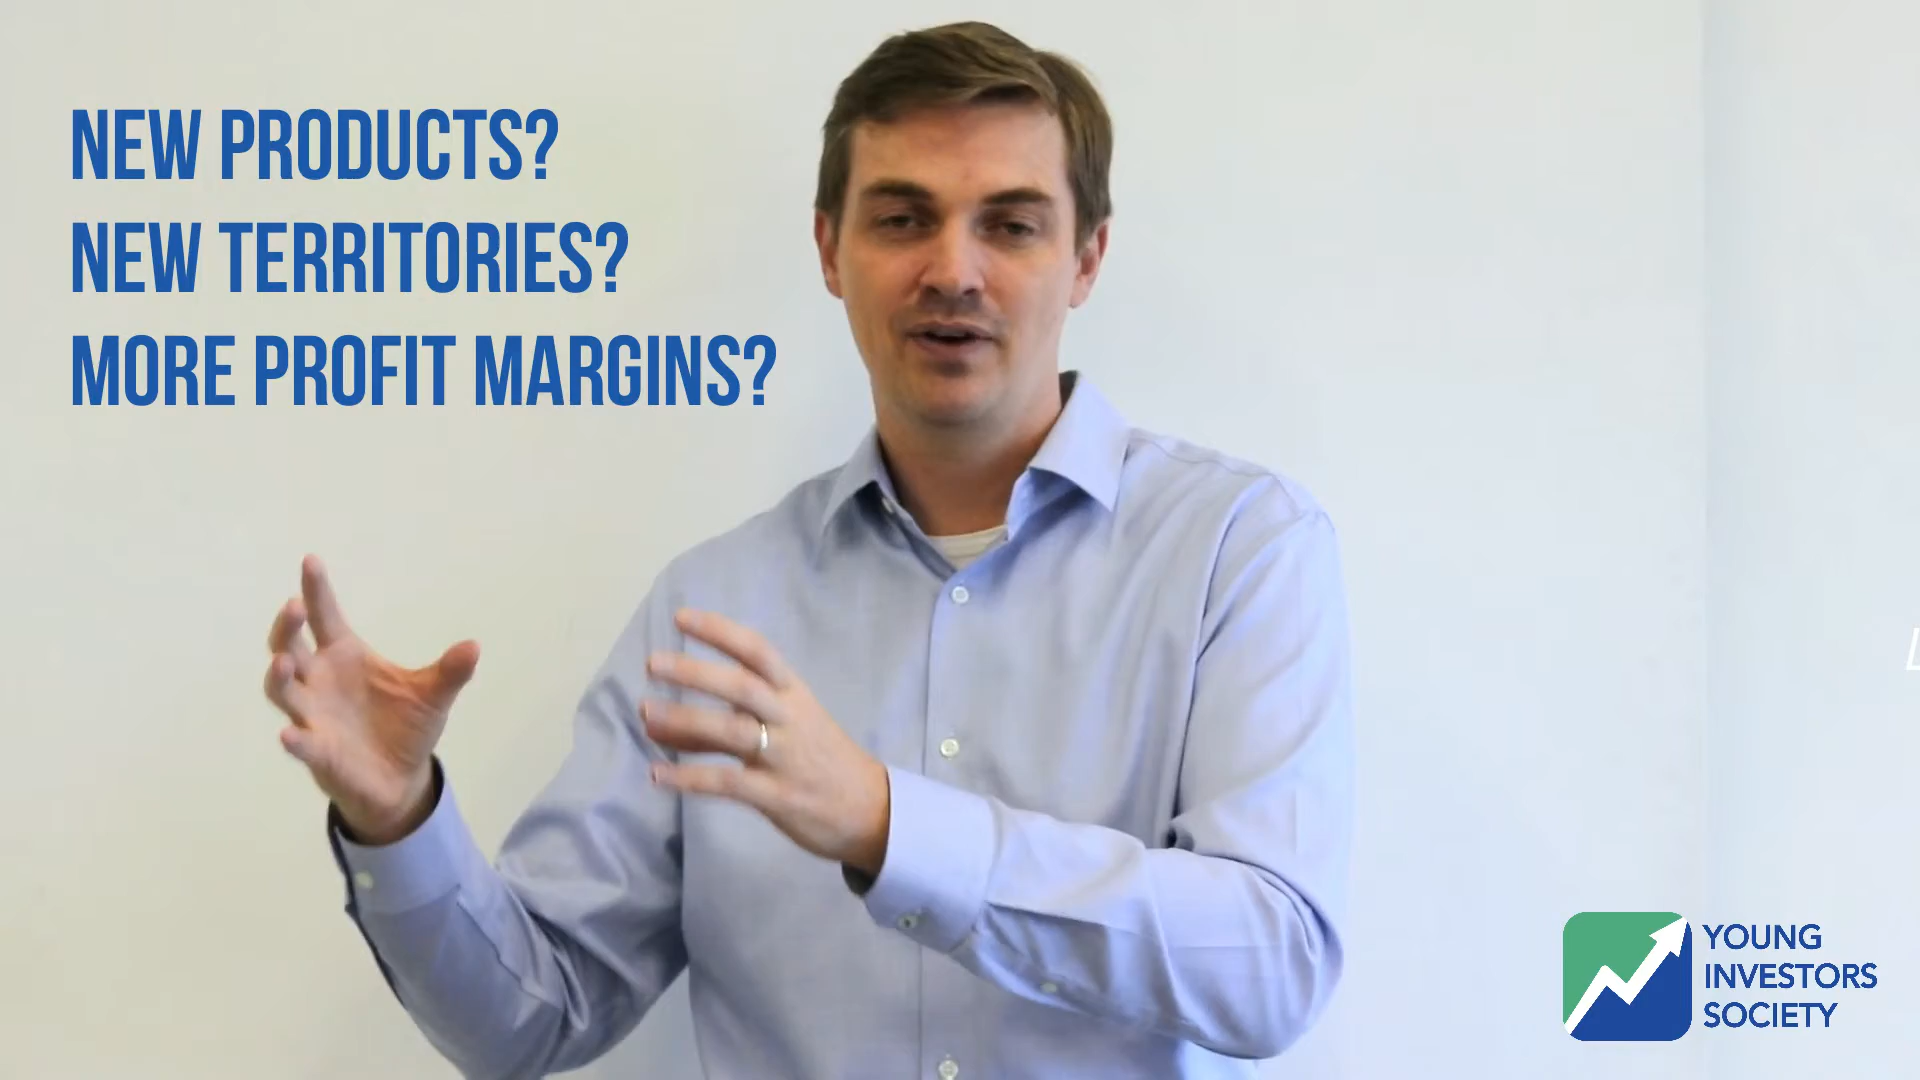 NEW PRODUCTS?
NEW TERRITORIES?
MORE PROFIT MARGINS?
YOUNG
INVESTORS
SOCIETY